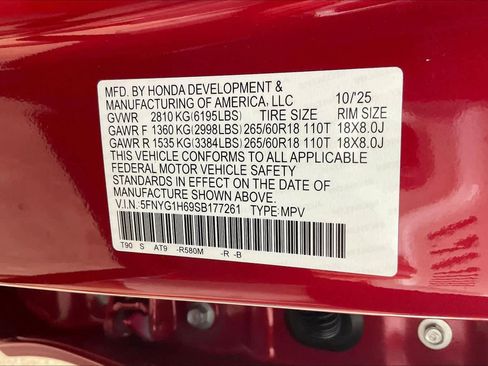 MFD. BY HONDA DEVELOPMENT &
MANUFACTURING OF AMERICA, LLC 10/'25
GVWR 2810 KG(6195LBS) TIRE SIZE RIM SIZE
GAWR F 1360 KG(2998LBS) 265/60R18 110T 18X8.0J
GAWR R 1535 KG(3384LBS) 265/60R18 110T 18X8.0J
THIS VEHICLE CONFORMS TO ALL APPLICABLE
FEDERAL MOTOR VEHICLE SAFETY
STANDARDS IN EFFECT ON THE DATE OF
MANUFACTURE SHOWN ABOVE.
V.I.N.: 5FNYG1H69SB177261 TYPE: MPV
T90 S AT9 -R580M -R -B